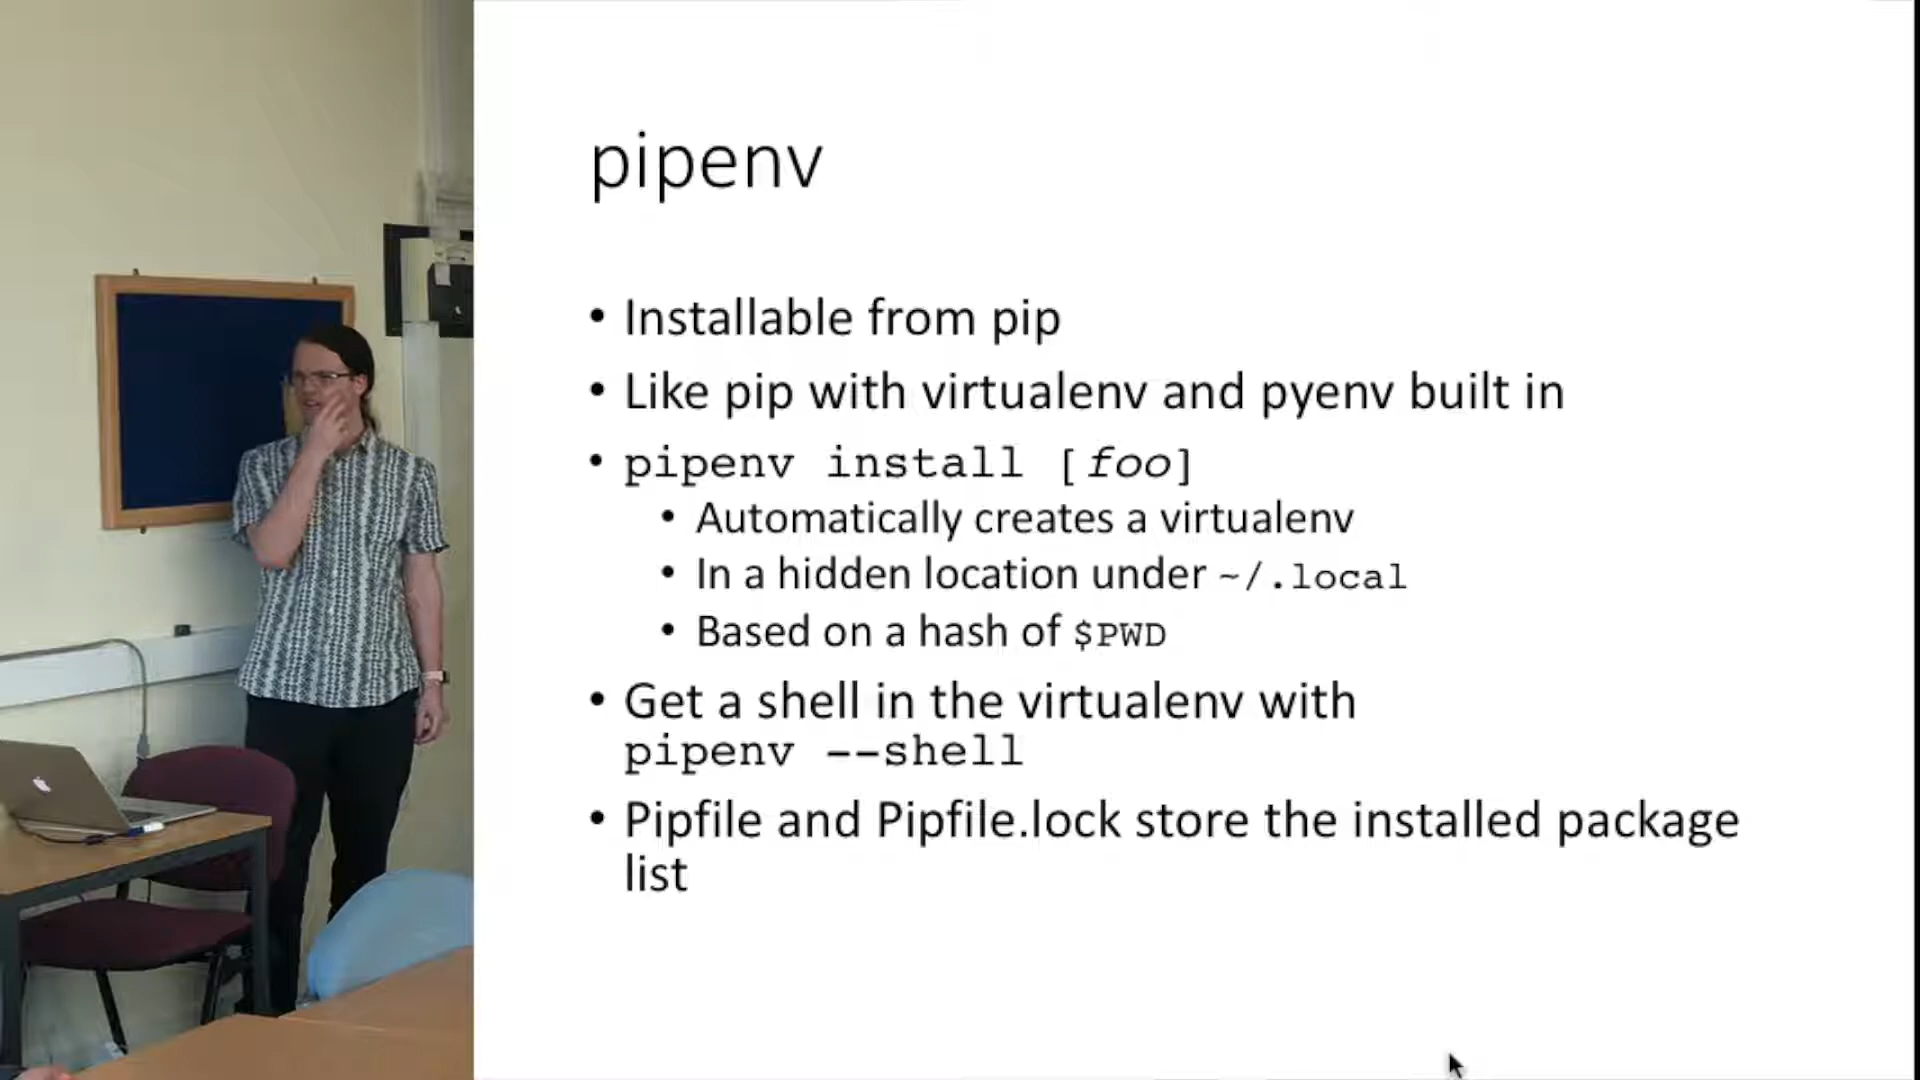 pipenv
• Installable from pip
• Like pip with virtualenv and pyenv built in
• pipenv install [foo]
• Automatically creates a virtualenv
• In a hidden location under ~/.local
• Based on a hash of $PWD
• Get a shell in the virtualenv with
pipenv --shell
• Pipfile and Pipfile.lock store the installed package
list